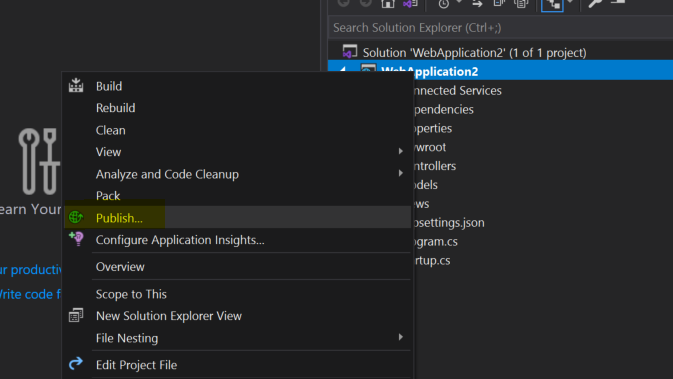 Search Solution Explorer (Ctrl+;)
Solution 'WebApplication2' (1 of 1 project)
WebApplication2
nnected Services
pendencies
operties
wroot
ntrollers
dels
ws
psettings.json
ogram.cs
rtup.cs
Build
Rebuild
Clean
View
Analyze and Code Cleanup
Pack
Publish...
Configure Application Insights...
Overview
Scope to This
New Solution Explorer View
File Nesting
Edit Project File
earn Your
ur productiv
Write code f